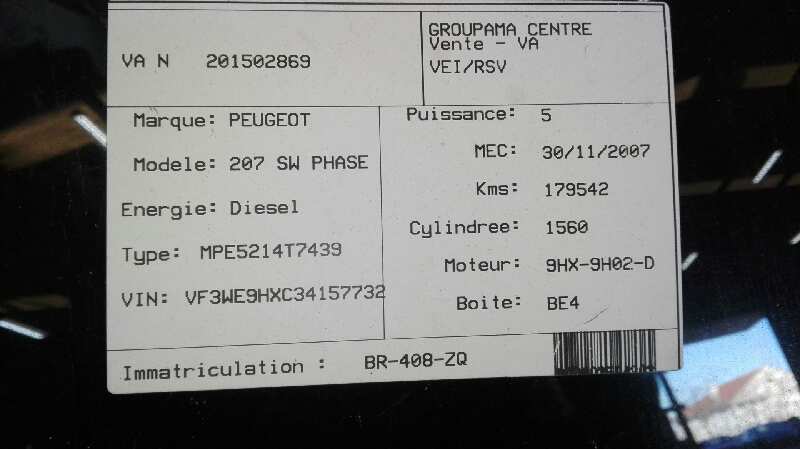 VA N 201502869
GROUPAMA CENTRE
Vente - VA
VEI/RSV
Marque: PEUGEOT
Modele: 207 SW PHASE
Energie: Diesel
Type: MPE5214T7439
VIN: VF3WE9HXC34157732
Puissance: 5
MEC: 30/11/2007
Kms: 179542
Cylindree: 1560
Moteur: 9HX-9H02-D
Boite: BE4
Immatriculation : BR-408-ZQ